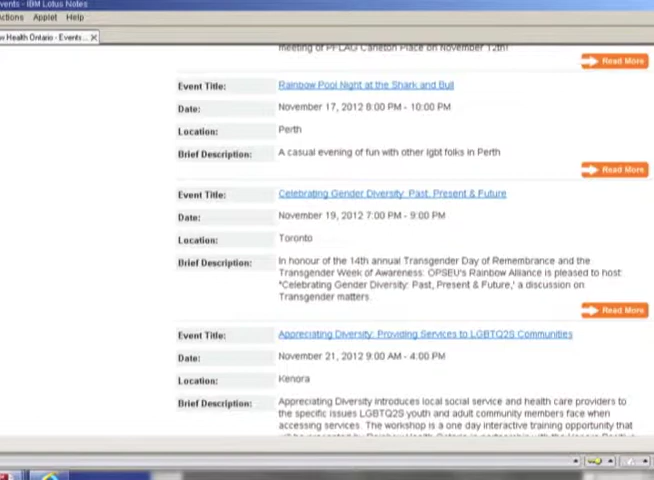 vents - IBM Lotus Notes
ctions Applet Help
w Health Ontario - Events ... X
meeting of PFLAG Carleton Place on November 12th!
Read More
Event Title: Rainbow Pool Night at the Shark and Bull
Date: November 17, 2012 8:00 PM - 10:00 PM
Location: Perth
Brief Description: A casual evening of fun with other lgbt folks in Perth
Read More
Event Title: Celebrating Gender Diversity: Past, Present & Future
Date: November 19, 2012 7:00 PM - 9:00 PM
Location: Toronto
Brief Description: In honour of the 14th annual Transgender Day of Remembrance and the
Transgender Week of Awareness: OPSEU's Rainbow Alliance is pleased to host
"Celebrating Gender Diversity: Past, Present & Future,' a discussion on
Transgender matters.
Read More
Event Title: Appreciating Diversity: Providing Services to LGBTQ2S Communities
Date: November 21, 2012 9:00 AM - 4:00 PM
Location: Kenora
Brief Description: Appreciating Diversity introduces local social service and health care providers to
the specific issues LGBTQ2S youth and adult community members face when
accessing services. The workshop is a one day interactive training opportunity that